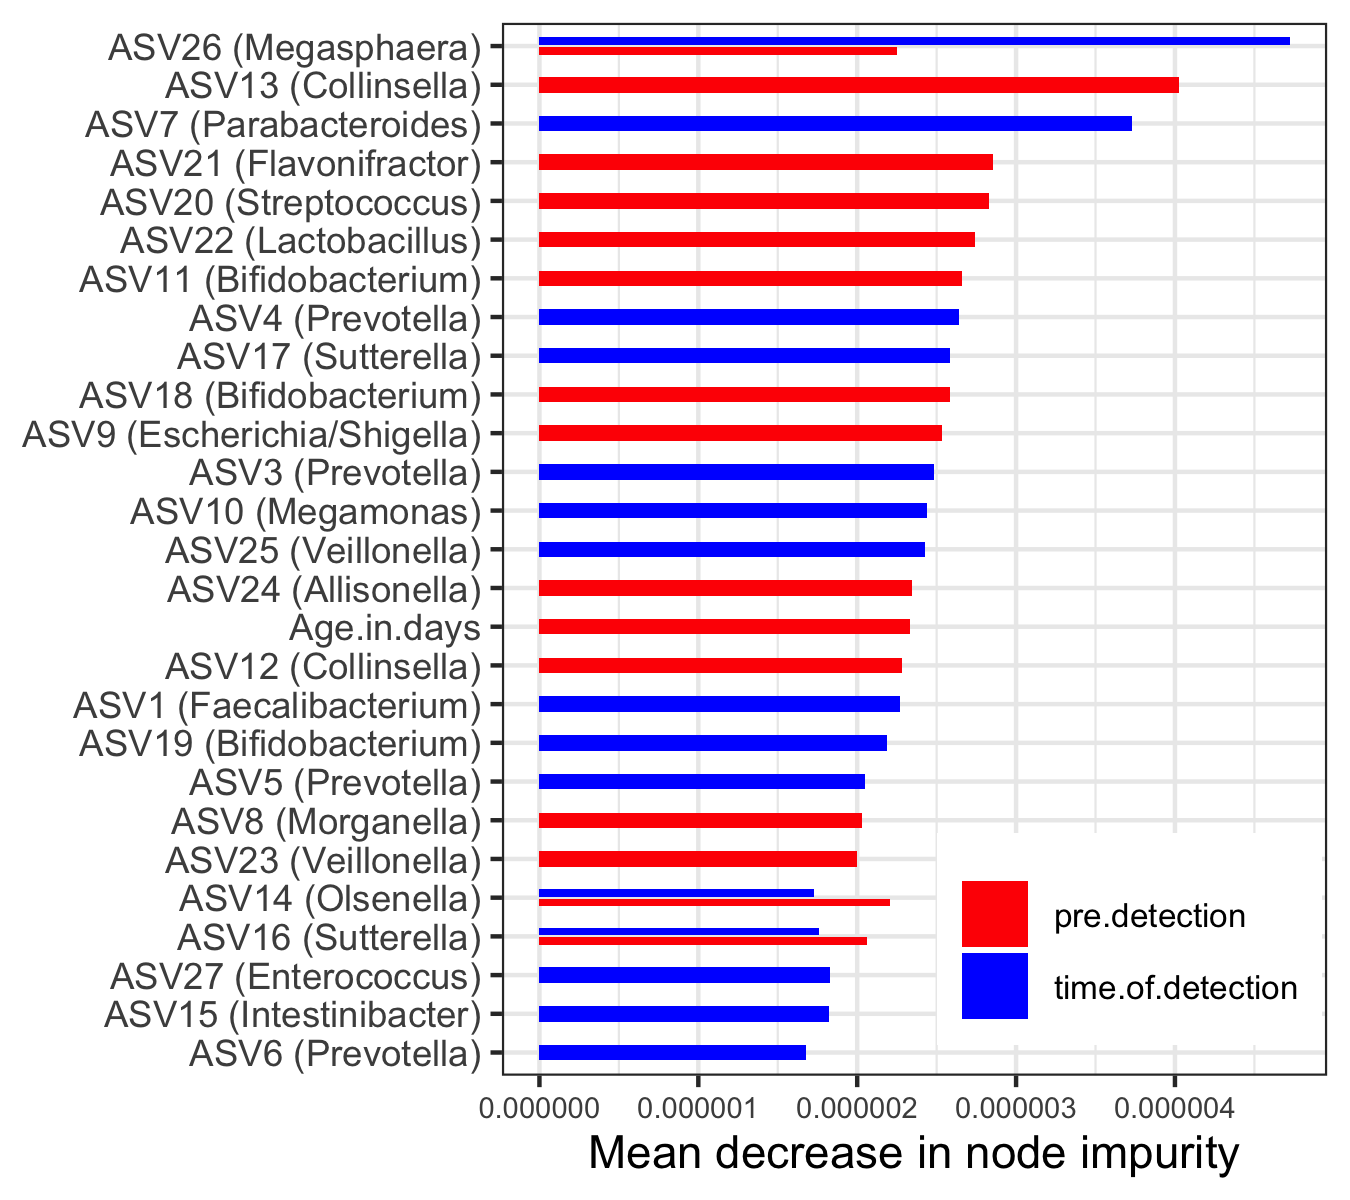 ASV26 (Megasphaera)
ASV13 (Collinsella)
ASV7 (Parabacteroides)
ASV21 (Flavonifractor)
ASV20 (Streptococcus)
ASV22 (Lactobacillus)
ASV11 (Bifidobacterium)
ASV4 (Prevotella)
ASV17 (Sutterella)
ASV18 (Bifidobacterium)
ASV9 (Escherichia/Shigella)
ASV3 (Prevotella)
ASV10 (Megamonas)
ASV25 (Veillonella)
ASV24 (Allisonella)
Age.in.days
ASV12 (Collinsella)
ASV1 (Faecalibacterium)
ASV19 (Bifidobacterium)
ASV5 (Prevotella)
ASV8 (Morganella)
ASV23 (Veillonella)
ASV14 (Olsenella)
ASV16 (Sutterella)
ASV27 (Enterococcus)
ASV15 (Intestinibacter)
ASV6 (Prevotella)
pre.detection
time.of.detection
0.000000 0.000001 0.000002 0.000003 0.000004
Mean decrease in node impurity